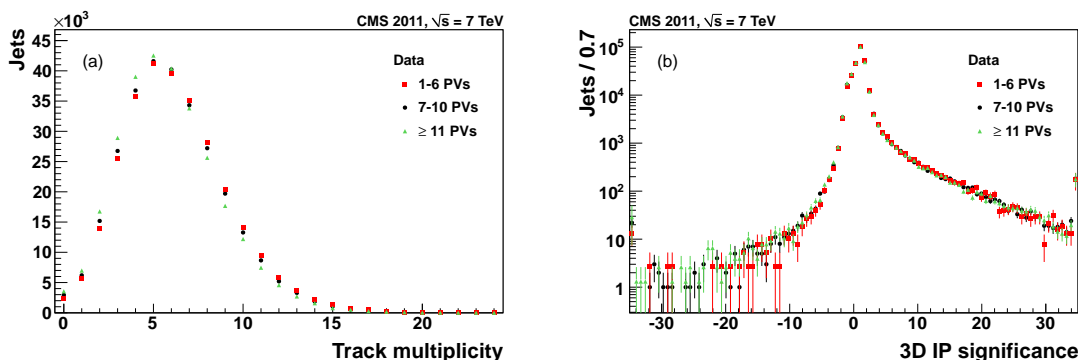 ×10³
CMS 2011, √s = 7 TeV
Jets
45
40
35
30
25
20
15
10
5
0
(a)
Data
1-6 PVs
7-10 PVs
≥ 11 PVs
0 5 10 15 20
Track multiplicity
CMS 2011, √s = 7 TeV
Jets / 0.7
10⁵
10⁴
10³
10²
10
1
(b)
Data
1-6 PVs
7-10 PVs
≥ 11 PVs
-30 -20 -10 0 10 20 30
3D IP significance